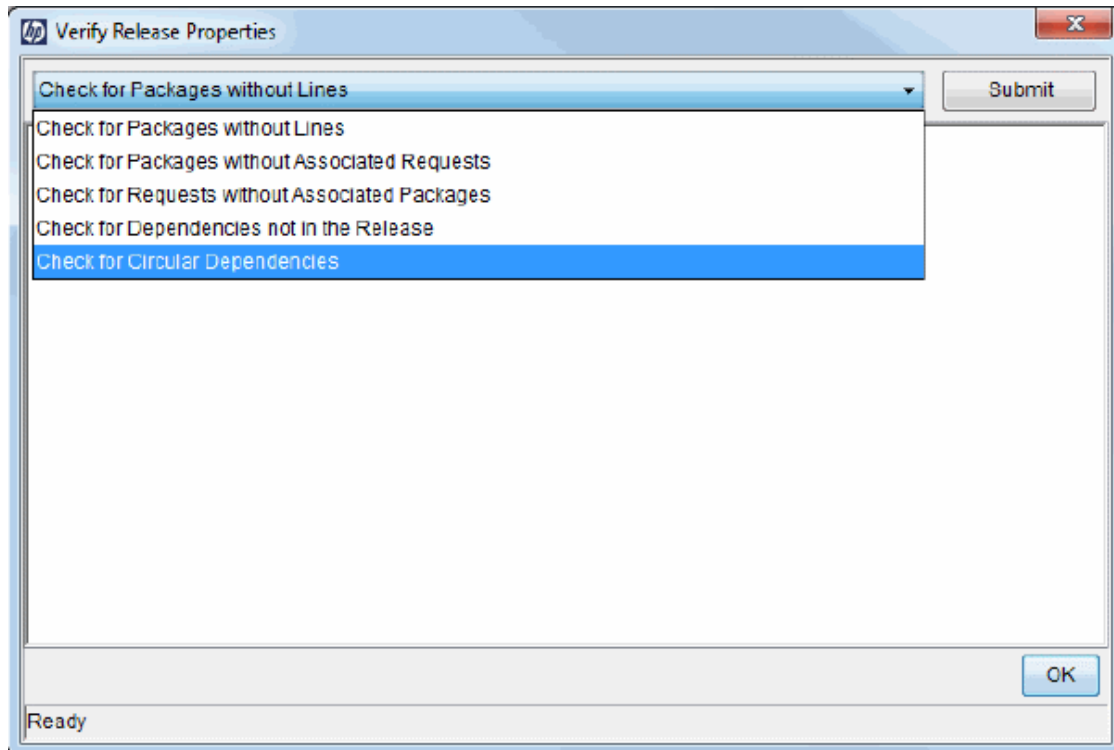 hp Verify Release Properties
Check for Packages without Lines Submit
Check for Packages without Lines
Check for Packages without Associated Requests
Check for Requests without Associated Packages
Check for Dependencies not in the Release
Check for Circular Dependencies
OK
Ready